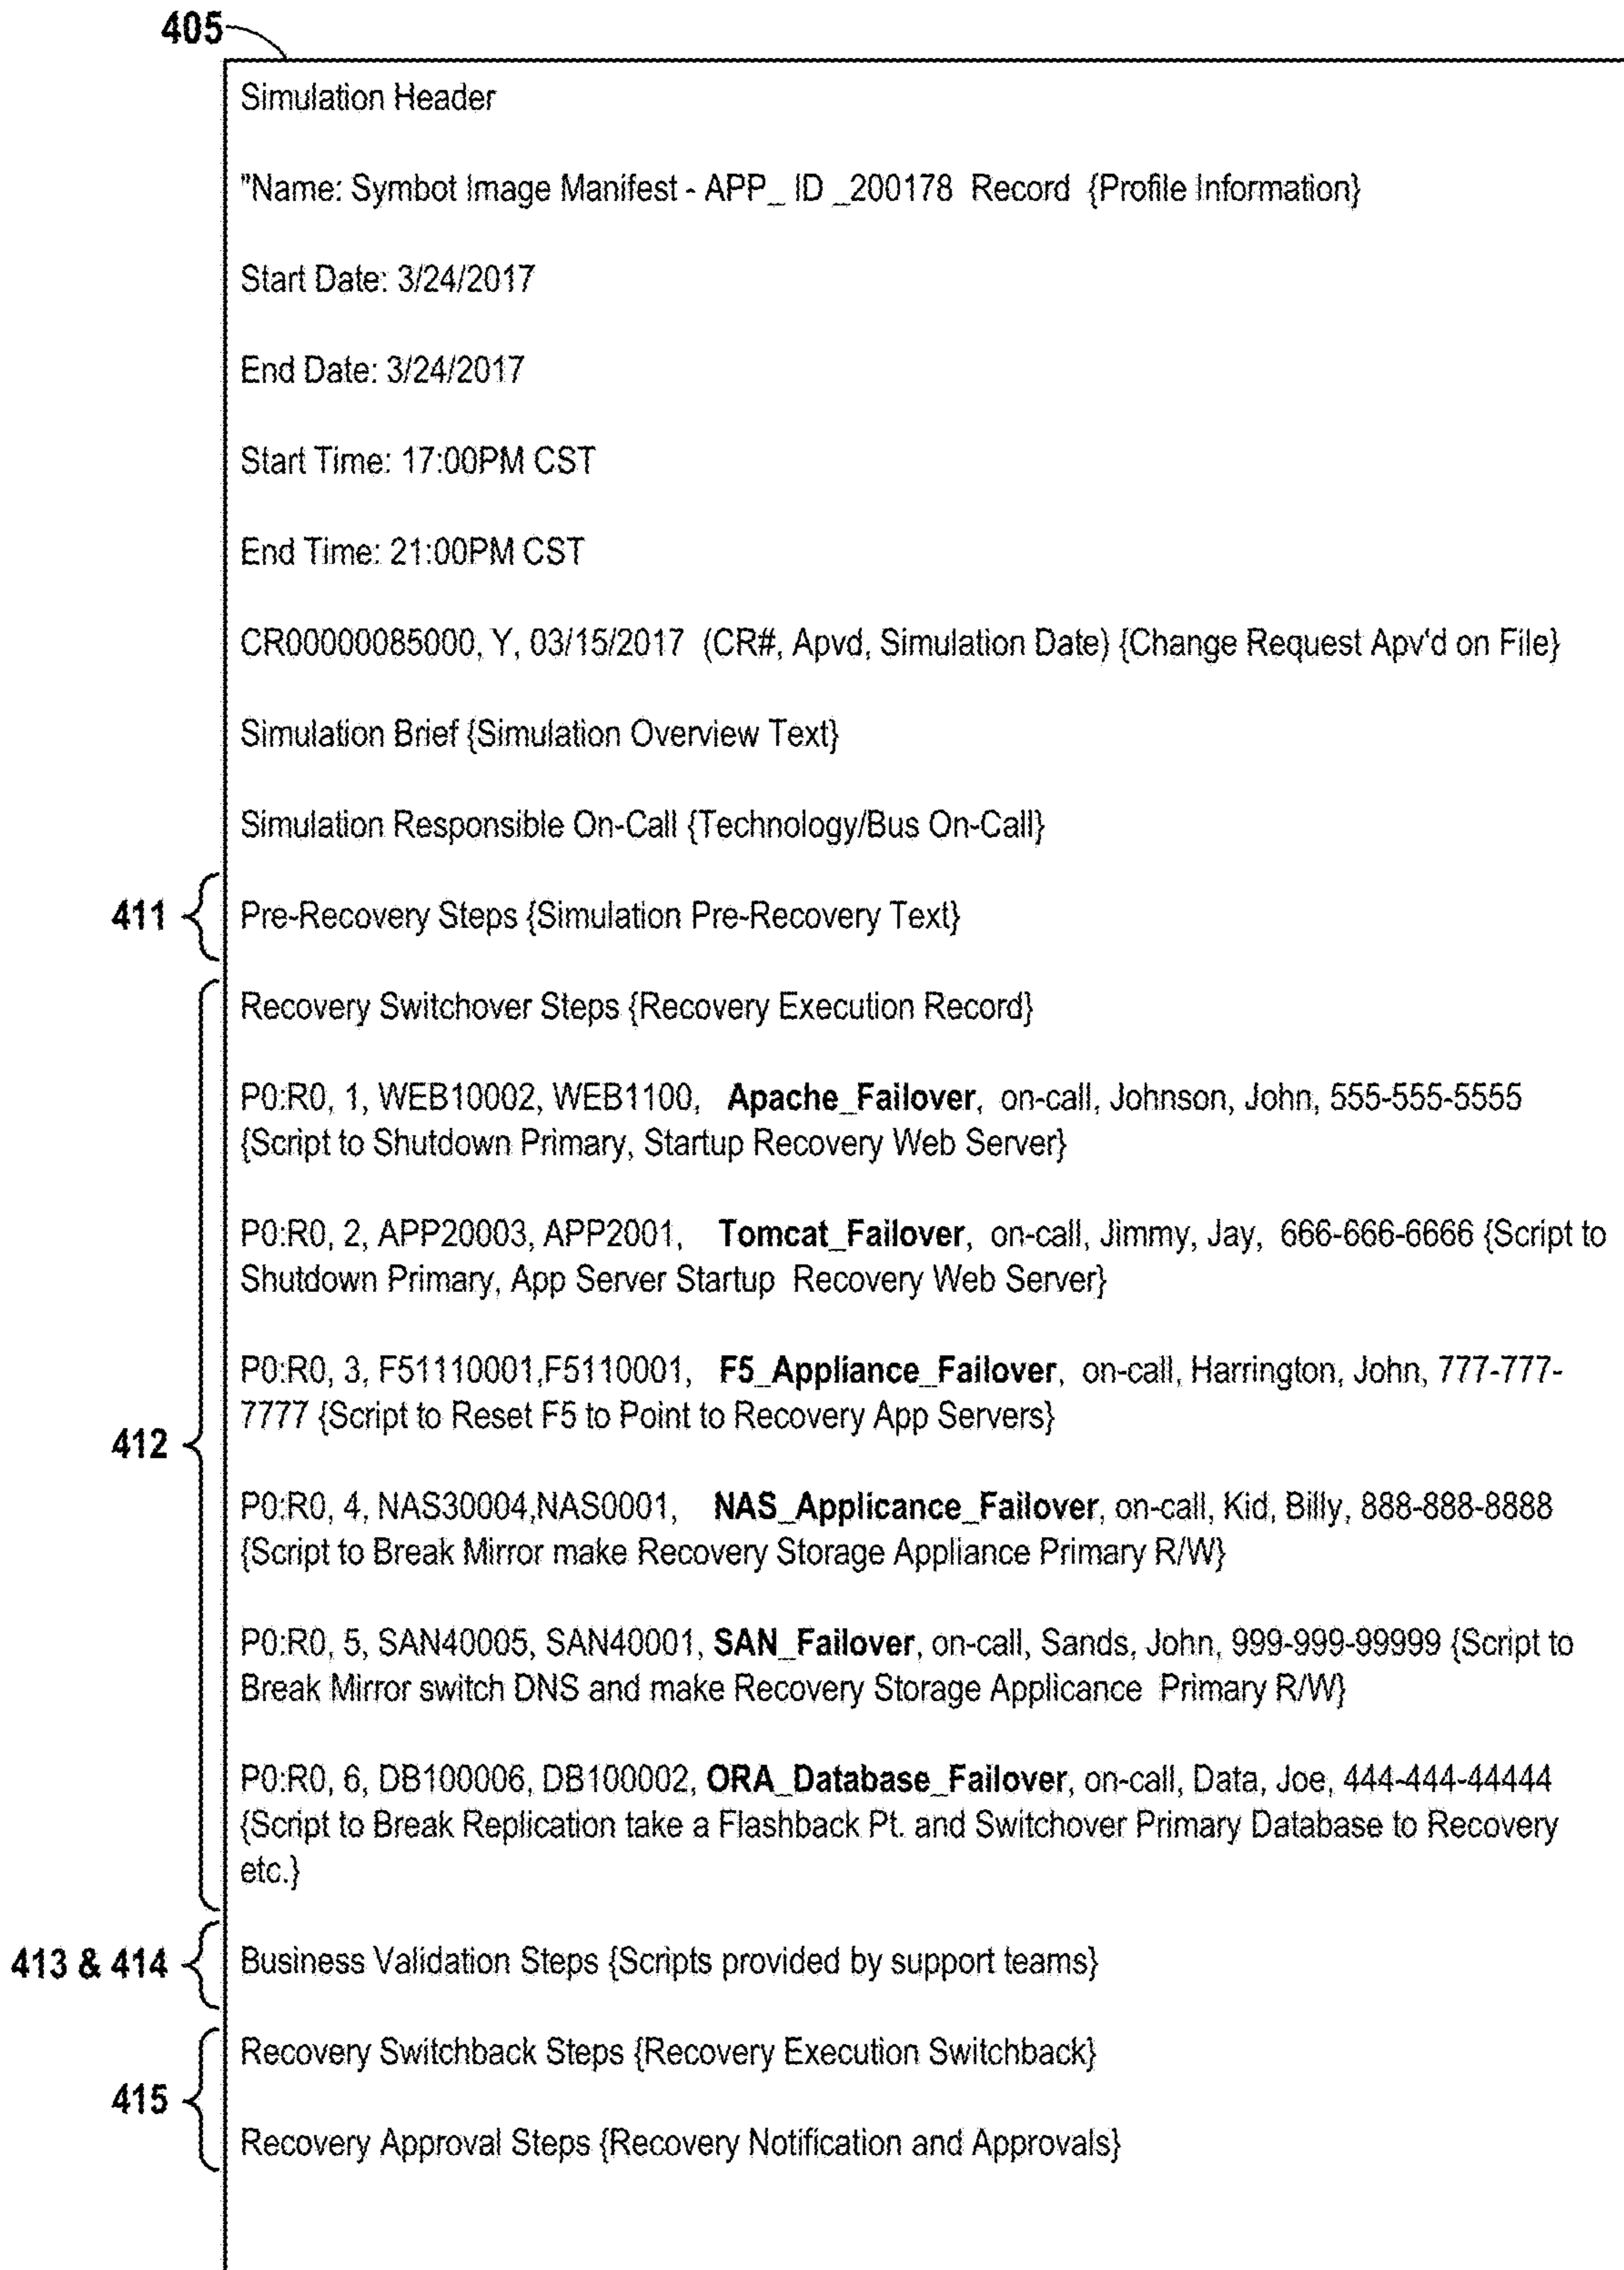 405
Simulation Header
"Name: Symbot Image Manifest - APP_ ID _200178 Record {Profile Information}
Start Date: 3/24/2017
End Date: 3/24/2017
Start Time: 17:00PM CST
End Time: 21:00PM CST
CR00000085000, Y, 03/15/2017 (CR#, Apvd, Simulation Date) {Change Request Apv'd on File}
Simulation Brief {Simulation Overview Text}
Simulation Responsible On-Call {Technology/Bus On-Call}
411
Pre-Recovery Steps {Simulation Pre-Recovery Text}
412
Recovery Switchover Steps {Recovery Execution Record}
P0:R0, 1, WEB10002, WEB1100, Apache_Failover, on-call, Johnson, John, 555-555-5555
{Script to Shutdown Primary, Startup Recovery Web Server}
P0:R0, 2, APP20003, APP2001, Tomcat_Failover, on-call, Jimmy, Jay, 666-666-6666 {Script to
Shutdown Primary, App Server Startup Recovery Web Server}
P0:R0, 3, F51110001,F5110001, F5_Appliance_Failover, on-call, Harrington, John, 777-777-
7777 {Script to Reset F5 to Point to Recovery App Servers}
P0:R0, 4, NAS30004,NAS0001, NAS_Applicance_Failover, on-call, Kid, Billy, 888-888-8888
{Script to Break Mirror make Recovery Storage Appliance Primary R/W}
P0:R0, 5, SAN40005, SAN40001, SAN_Failover, on-call, Sands, John, 999-999-99999 {Script to
Break Mirror switch DNS and make Recovery Storage Applicance Primary R/W}
P0:R0, 6, DB100006, DB100002, ORA_Database_Failover, on-call, Data, Joe, 444-444-44444
{Script to Break Replication take a Flashback Pt. and Switchover Primary Database to Recovery
etc.}
413 & 414
Business Validation Steps {Scripts provided by support teams}
415
Recovery Switchback Steps {Recovery Execution Switchback}
Recovery Approval Steps {Recovery Notification and Approvals}